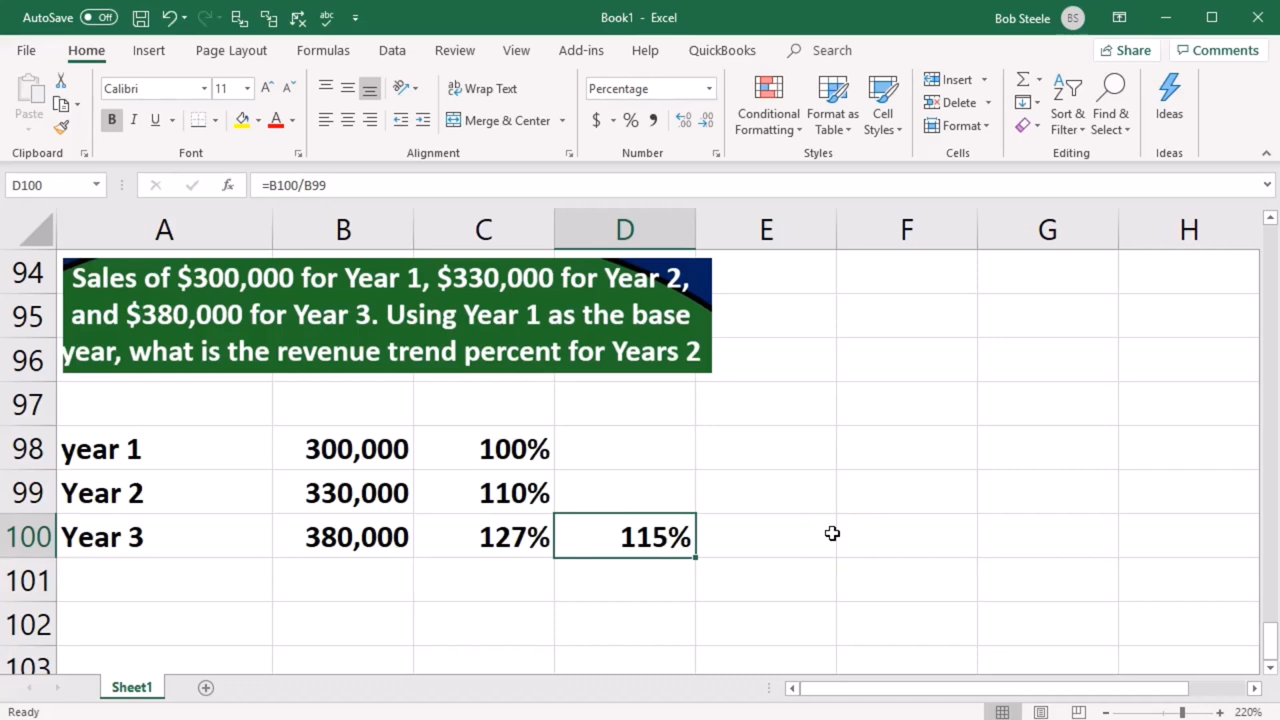 AutoSave Off
abc
Book1 - Excel
Bob Steele BS
File Home Insert Page Layout Formulas Data Review View Add-ins Help QuickBooks Search Share Comments
Paste
Calibri 11 A A
B I U A
ab Wrap Text
Merge & Center
Percentage
$ % 9 .00 .00
Conditional Formatting
Format as Table
Cell Styles
Insert
Delete
Format
Sort & Filter
Find & Select
Ideas
Clipboard Font Alignment Number Styles Cells Editing Ideas
D100 fx =B100/B99
A B C D E F G H
94
95
96
Sales of $300,000 for Year 1, $330,000 for Year 2,
and $380,000 for Year 3. Using Year 1 as the base
year, what is the revenue trend percent for Years 2
97
98 year 1 300,000 100%
99 Year 2 330,000 110%
100 Year 3 380,000 127% 115%
101
102
103
Sheet1
Ready 220%